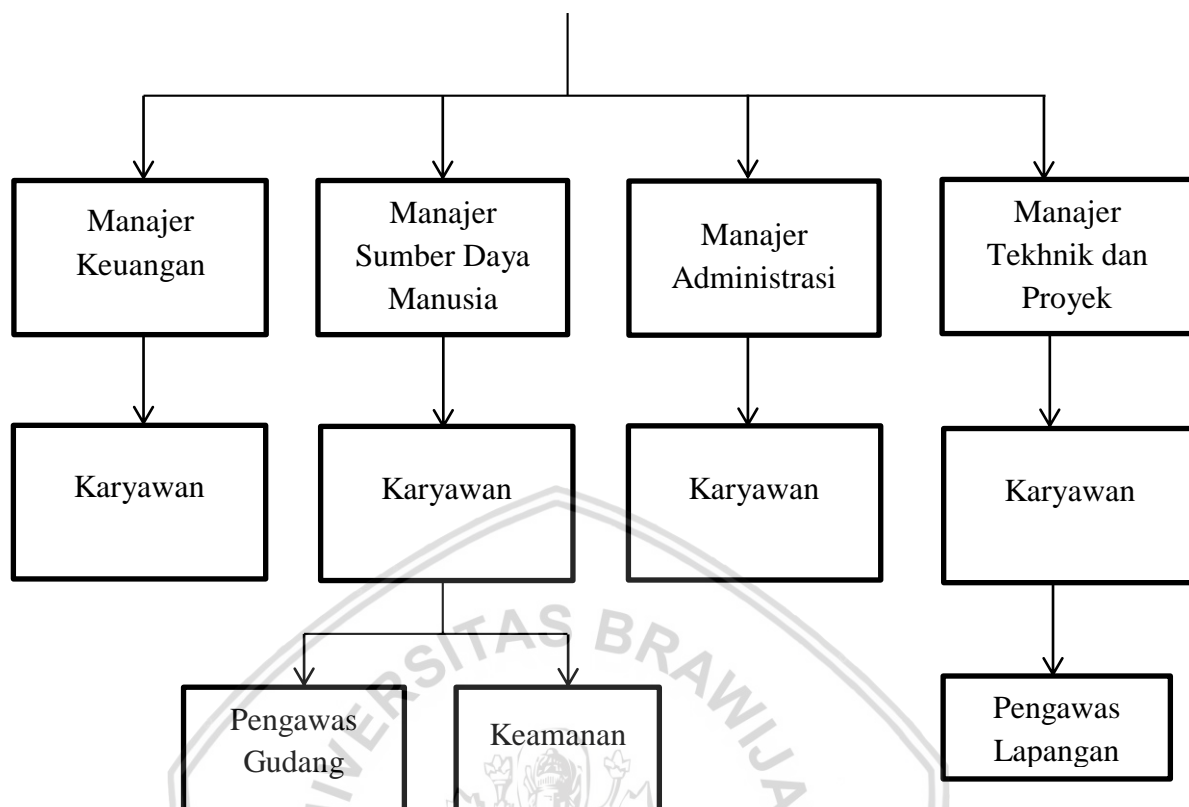 Manajer
Keuangan
Manajer
Sumber Daya
Manusia
Manajer
Administrasi
Manajer
Tekhnik dan
Proyek
Karyawan
Karyawan
Karyawan
Karyawan
UNIVERSITAS BRAWIJA
Pengawas
Gudang
Keamanan
Pengawas
Lapangan